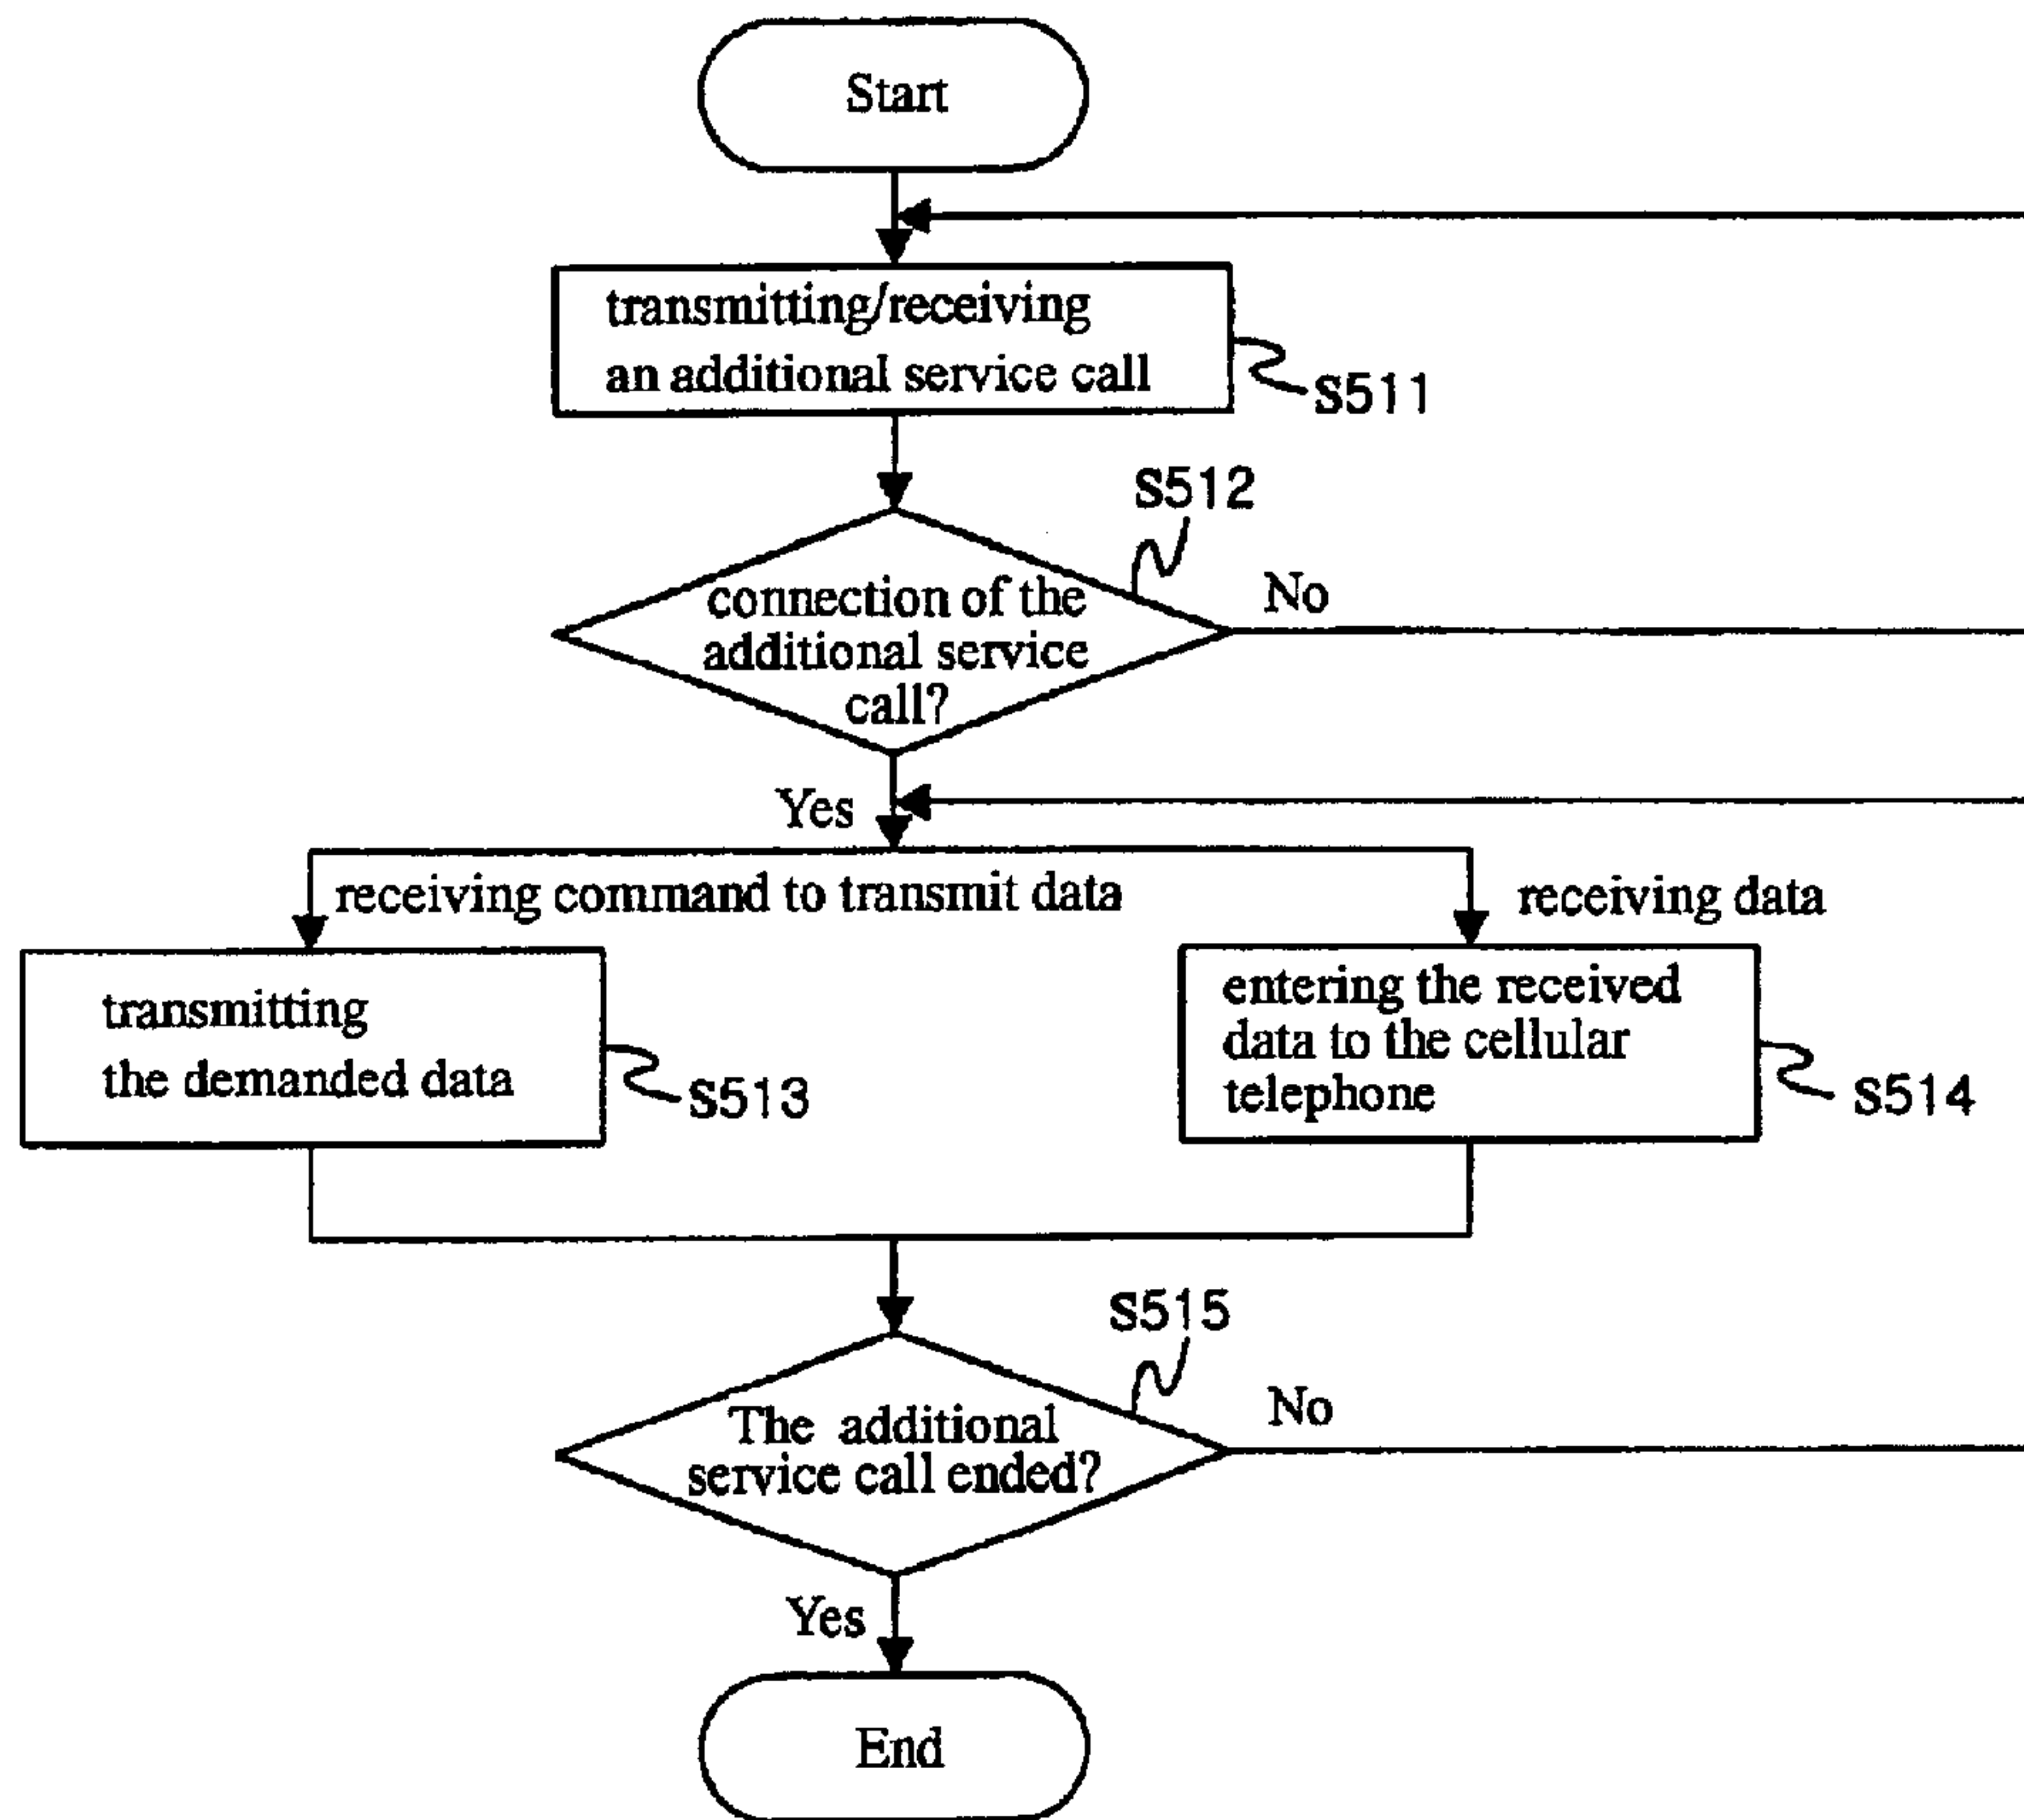 Start
transmitting/receiving
an additional service call
S511
S512
connection of the
additional service
call?
No
Yes
receiving command to transmit data
receiving data
transmitting
the demanded data
S513
entering the received
data to the cellular
telephone
S514
S515
The additional
service call ended?
No
Yes
End